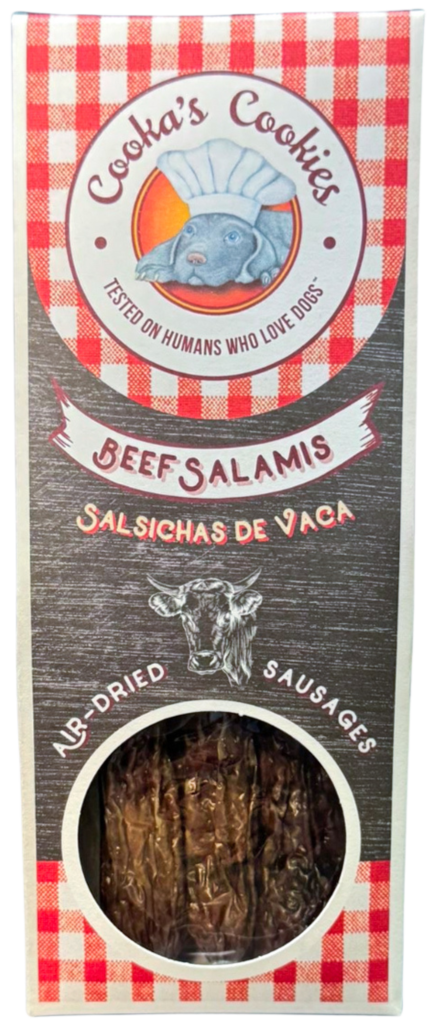 Cooka's Cookies
TESTED ON HUMANS WHO LOVE DOGS™
BEEF SALAMIS
SALSICHAS DE VACA
AIR-DRIED SAUSAGES